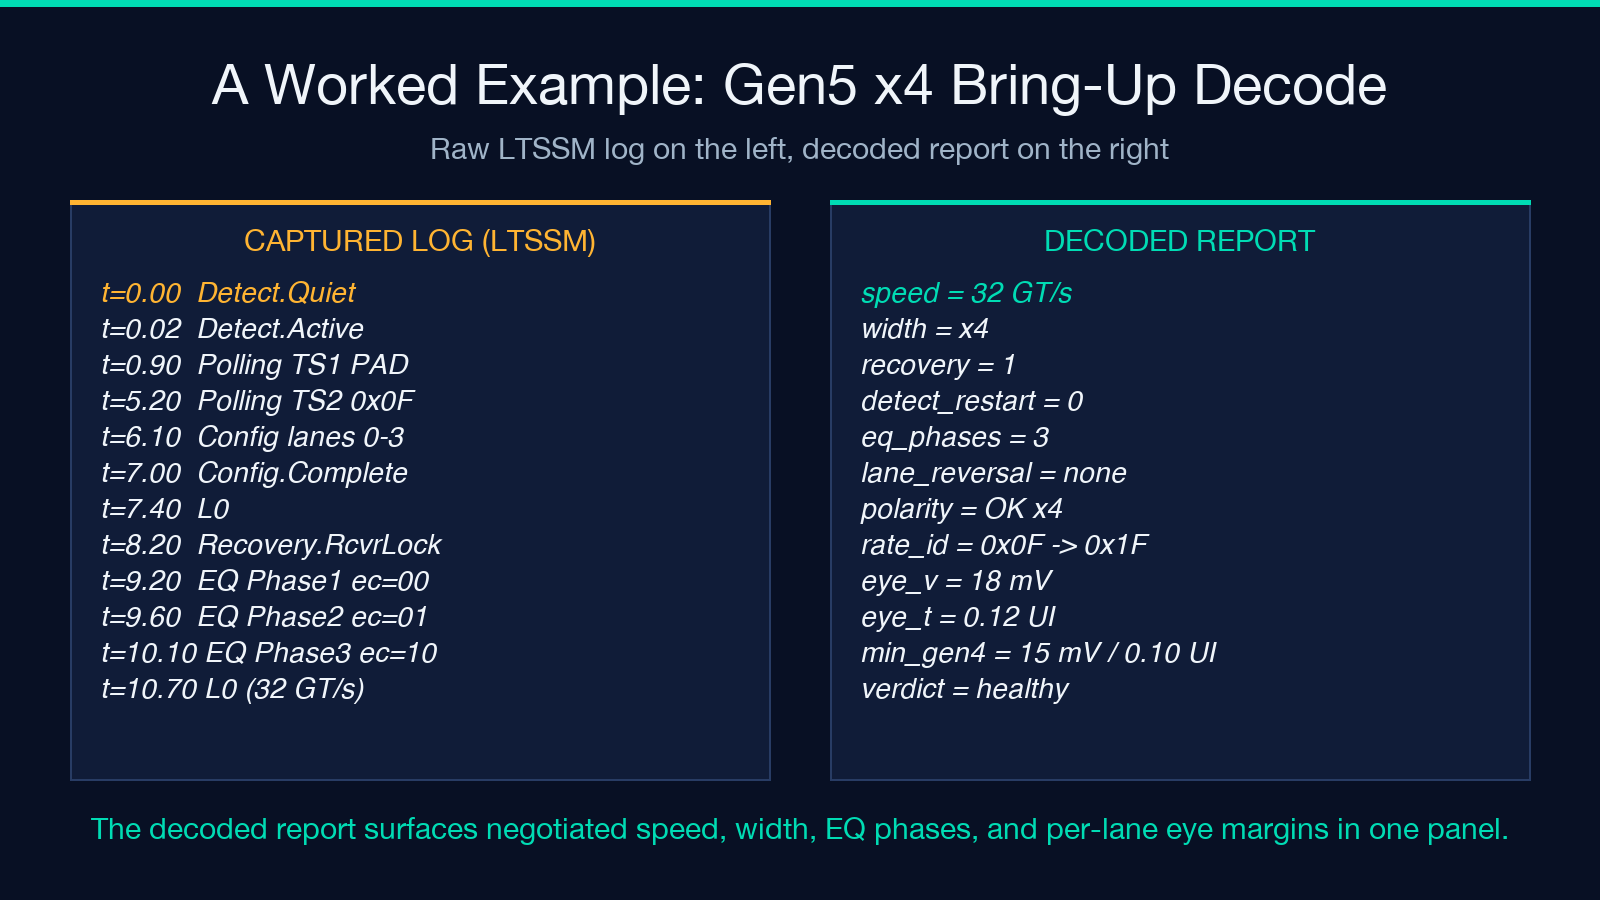 A Worked Example: Gen5 x4 Bring-Up Decode
Raw LTSSM log on the left, decoded report on the right
CAPTURED LOG (LTSSM)
t=0.00 Detect.Quiet
t=0.02 Detect.Active
t=0.90 Polling TS1 PAD
t=5.20 Polling TS2 0x0F
t=6.10 Config lanes 0-3
t=7.00 Config.Complete
t=7.40 L0
t=8.20 Recovery.RcvrLock
t=9.20 EQ Phase1 ec=00
t=9.60 EQ Phase2 ec=01
t=10.10 EQ Phase3 ec=10
t=10.70 L0 (32 GT/s)
DECODED REPORT
speed = 32 GT/s
width = x4
recovery = 1
detect_restart = 0
eq_phases = 3
lane_reversal = none
polarity = OK x4
rate_id = 0x0F -> 0x1F
eye_v = 18 mV
eye_t = 0.12 UI
min_gen4 = 15 mV / 0.10 UI
verdict = healthy
The decoded report surfaces negotiated speed, width, EQ phases, and per-lane eye margins in one panel.